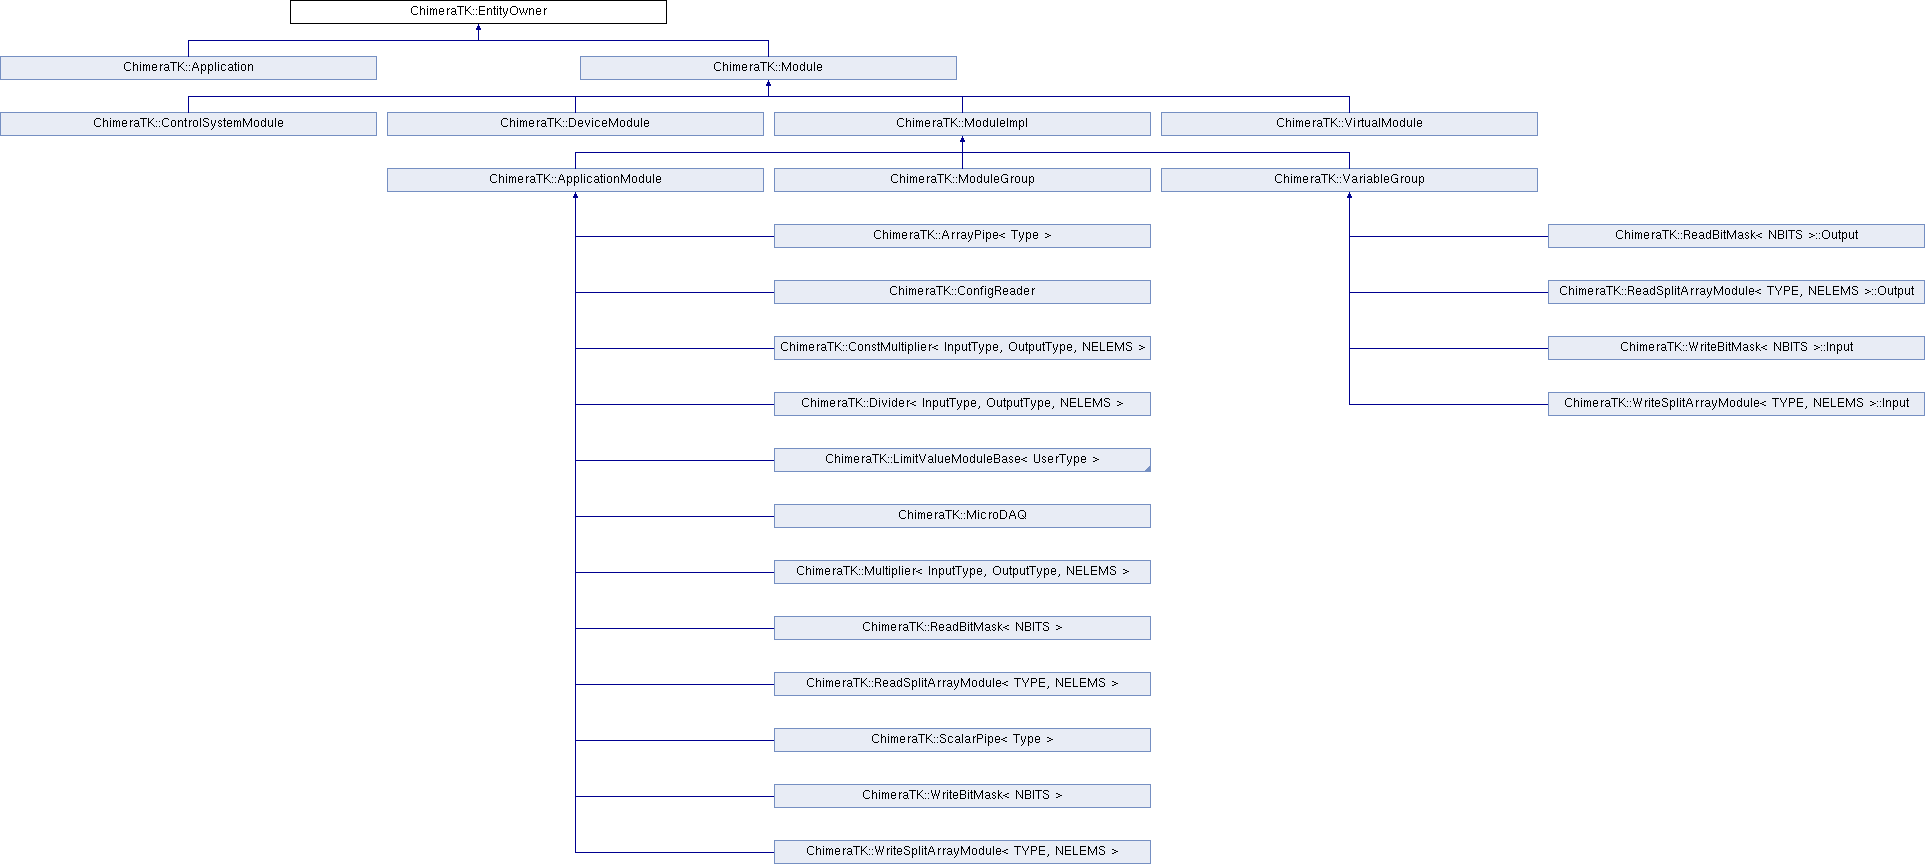 ChimeraTK::EntityOwner
ChimeraTK::Application
ChimeraTK::Module
ChimeraTK::ControlSystemModule
ChimeraTK::DeviceModule
ChimeraTK::ModuleImpl
ChimeraTK::VirtualModule
ChimeraTK::ApplicationModule
ChimeraTK::ModuleGroup
ChimeraTK::VariableGroup
ChimeraTK::ArrayPipe< Type >
ChimeraTK::ReadBitMask< NBITS >::Output
ChimeraTK::ConfigReader
ChimeraTK::ReadSplitArrayModule< TYPE, NELEMS >::Output
ChimeraTK::ConstMultiplier< InputType, OutputType, NELEMS >
ChimeraTK::WriteBitMask< NBITS >::Input
ChimeraTK::Divider< InputType, OutputType, NELEMS >
ChimeraTK::WriteSplitArrayModule< TYPE, NELEMS >::Input
ChimeraTK::LimitValueModuleBase< UserType >
ChimeraTK::MicroDAQ
ChimeraTK::Multiplier< InputType, OutputType, NELEMS >
ChimeraTK::ReadBitMask< NBITS >
ChimeraTK::ReadSplitArrayModule< TYPE, NELEMS >
ChimeraTK::ScalarPipe< Type >
ChimeraTK::WriteBitMask< NBITS >
ChimeraTK::WriteSplitArrayModule< TYPE, NELEMS >